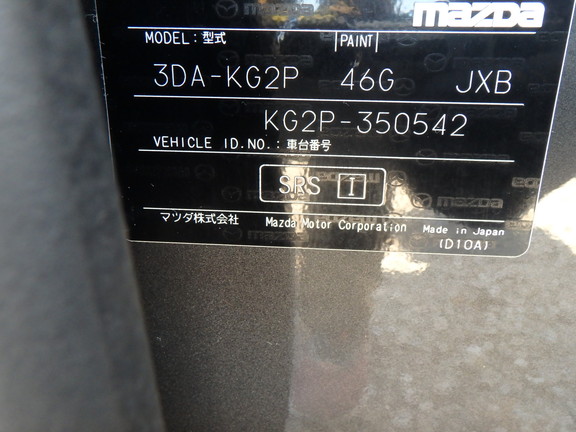 mazda
MODEL: 型式 |PAINT|
3DA-KG2P 46G JXB
KG2P-350542
VEHICLE ID.NO.: 車台番号
SRS I
マツダ株式会社 Mazda Motor Corporation Made in Japan
(D10A)